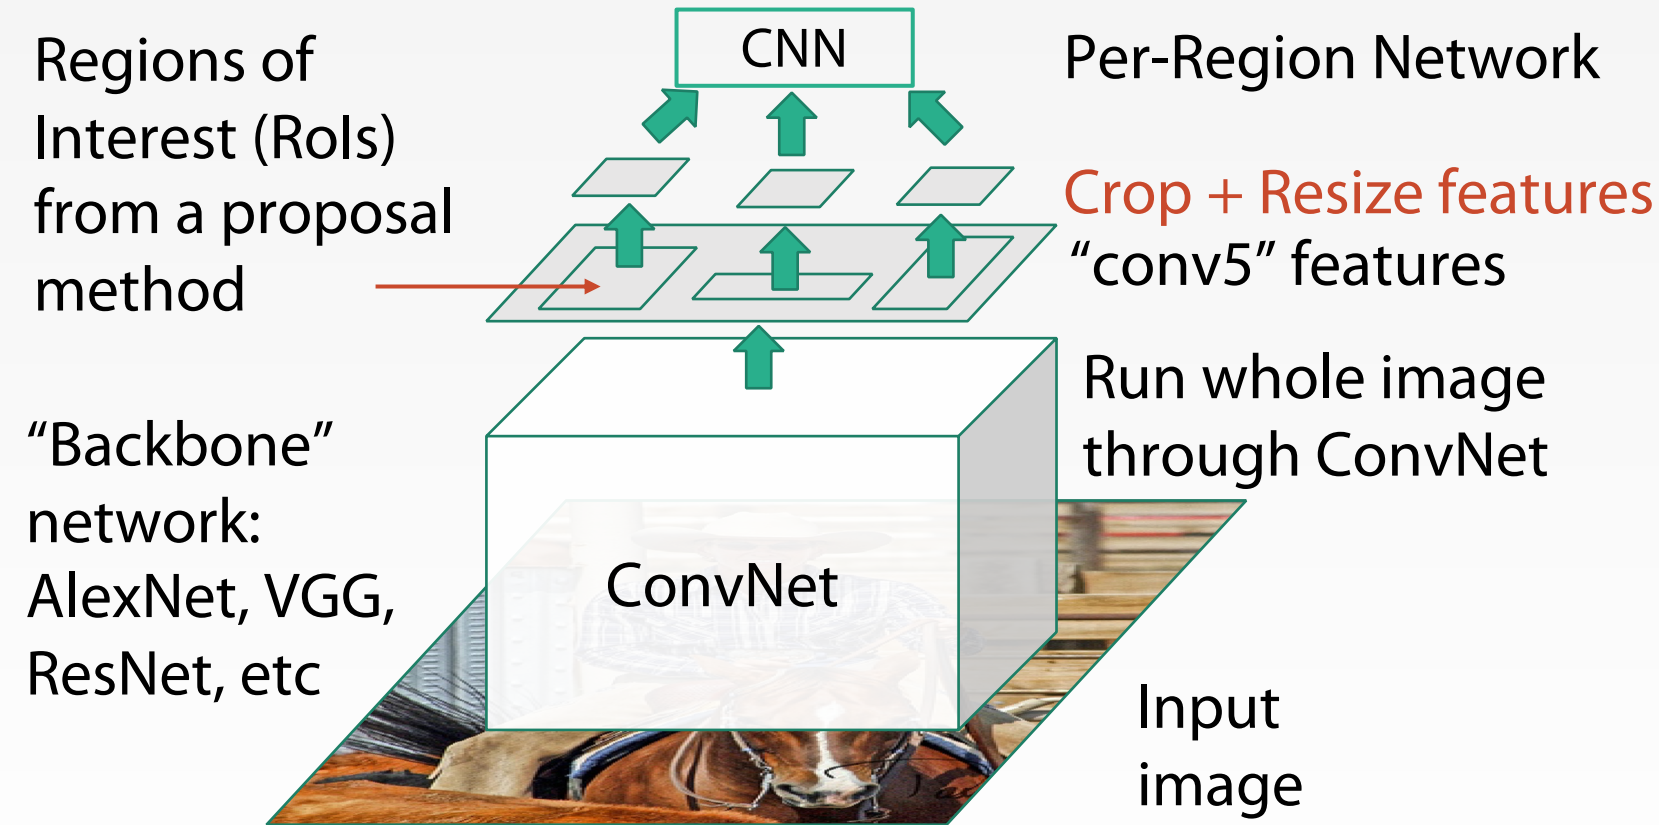 CNN
Regions of
Interest (RoIs)
from a proposal
method
Per-Region Network
Crop + Resize features
“conv5” features
Run whole image
through ConvNet
“Backbone”
network:
AlexNet, VGG,
ResNet, etc
ConvNet
Input
image